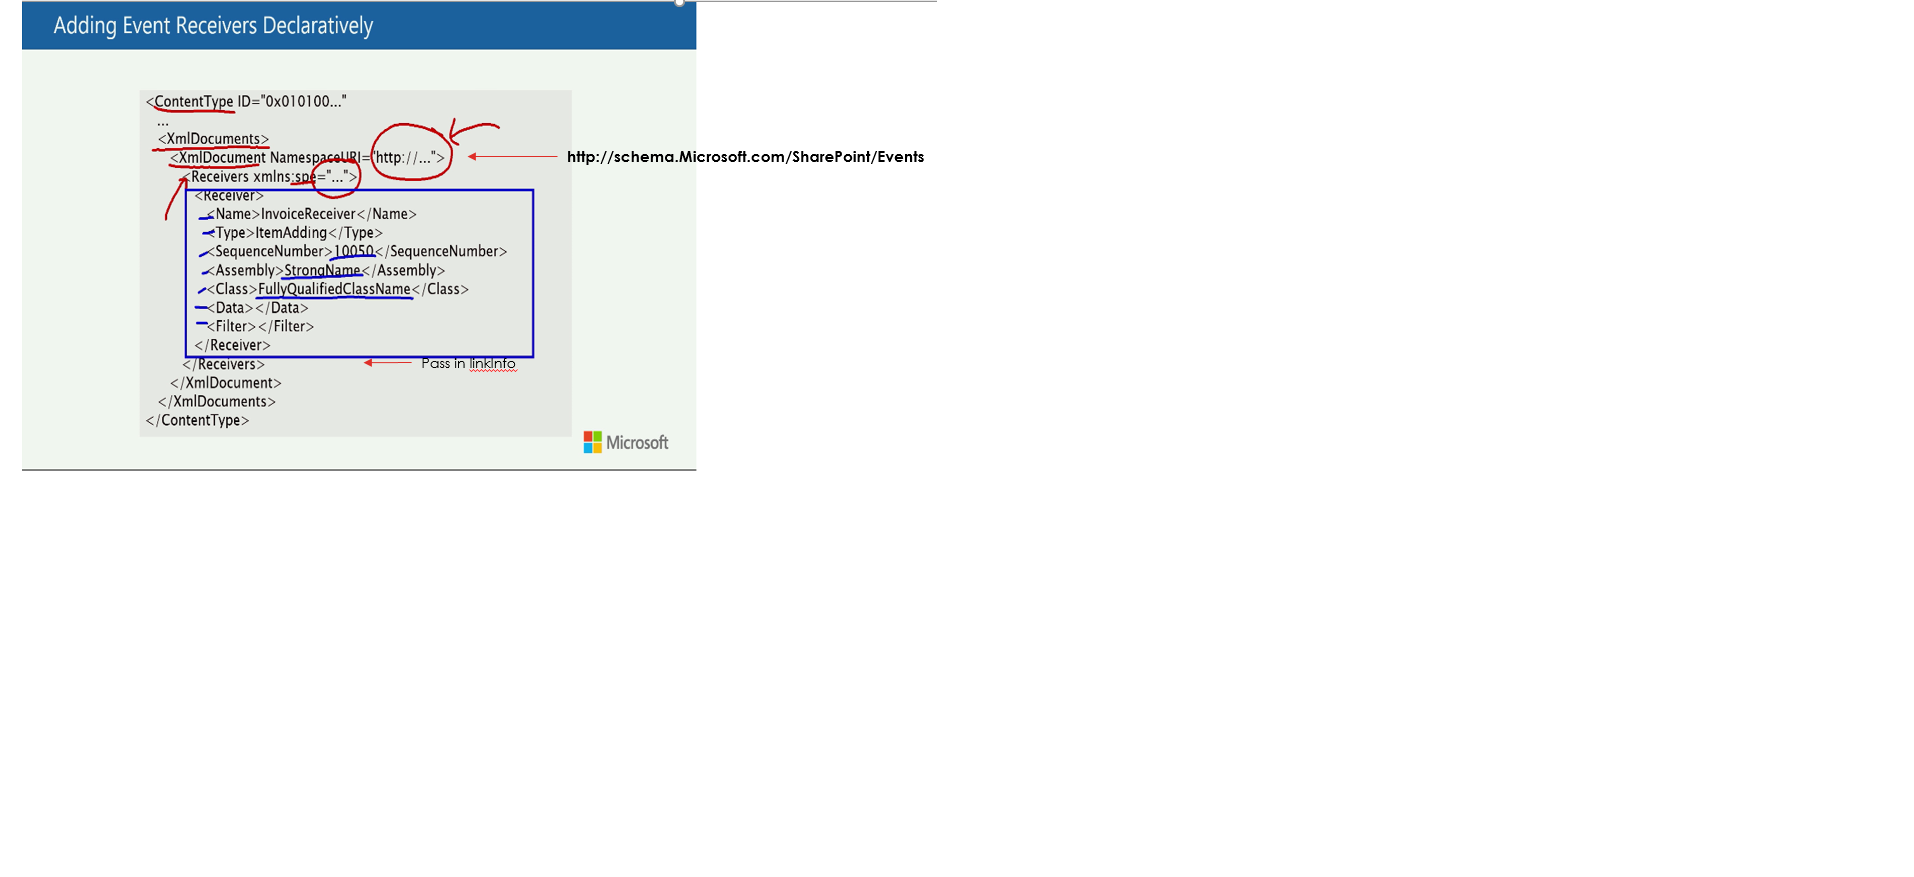 Adding Event Receivers Declaratively
<ContentType ID="0x010100..."
...
<XmlDocuments>
<XmlDocument NamespaceURI="http://...">
http://schema.Microsoft.com/SharePoint/Events
<Receivers xmlns:spe="...">
<Receiver>
<Name>InvoiceReceiver</Name>
<Type>ItemAdding</Type>
<SequenceNumber>10050</SequenceNumber>
<Assembly>StrongName</Assembly>
<Class>FullyQualifiedClassName</Class>
<Data></Data>
<Filter></Filter>
</Receiver>
</Receivers>
Pass in linkInfo
</XmlDocument>
</XmlDocuments>
</ContentType>
Microsoft